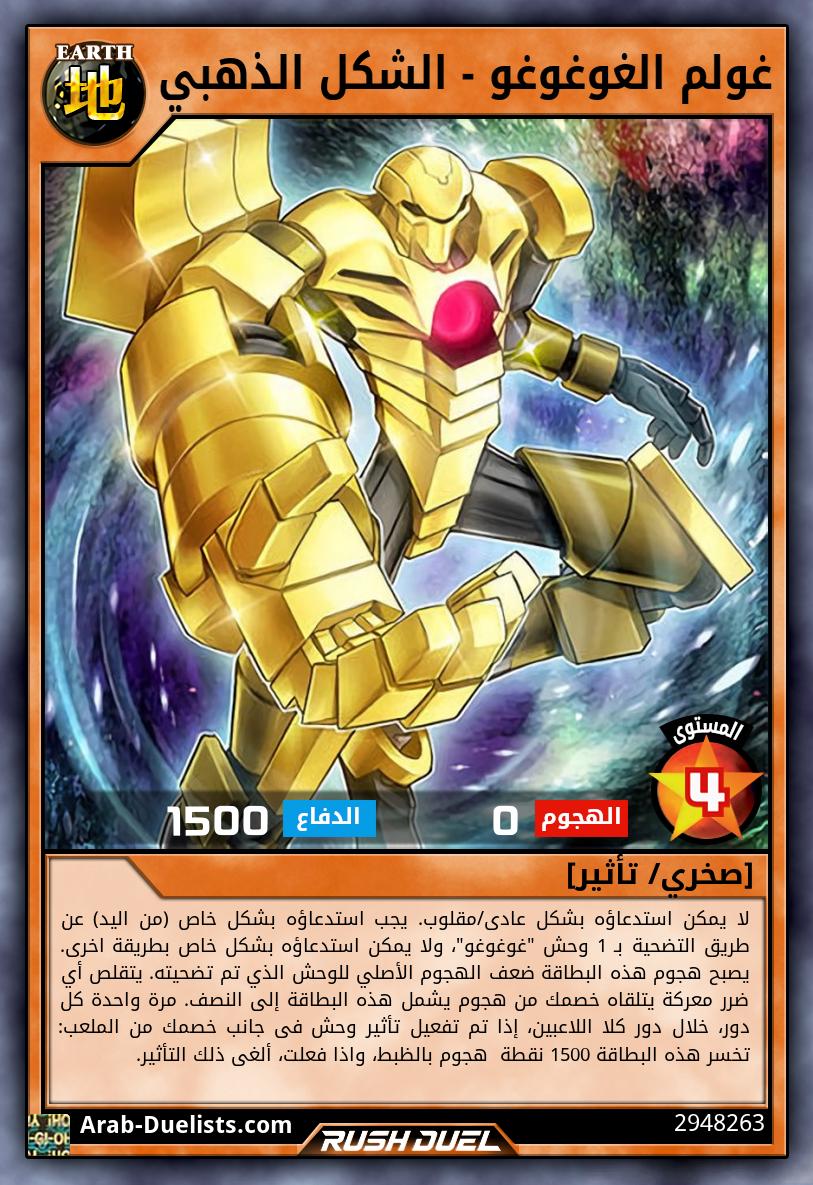 EARTH
地
غولم الغوغوغو - الشكل الذهبي
المستوى
4
الهجوم 0
الدفاع 1500
[صخري/ تأثير]
لا يمكن استدعاؤه بشكل عادى/مقلوب. يجب استدعاؤه بشكل خاص (من اليد) عن
طريق التضحية بـ 1 وحش "غوغوغو"، ولا يمكن استدعاؤه بشكل خاص بطريقة اخرى.
يصبح هجوم هذه البطاقة ضعف الهجوم الأصلي للوحش الذي تم تضحيته. يتقلص أي
ضرر معركة يتلقاه خصمك من هجوم يشمل هذه البطاقة إلى النصف. مرة واحدة كل
دور، خلال دور كلا اللاعبين، إذا تم تفعيل تأثير وحش فى جانب خصمك من الملعب:
تخسر هذه البطاقة 1500 نقطة هجوم بالظبط، واذا فعلت، ألغى ذلك التأثير.
Arab-Duelists.com
RUSH DUEL
2948263